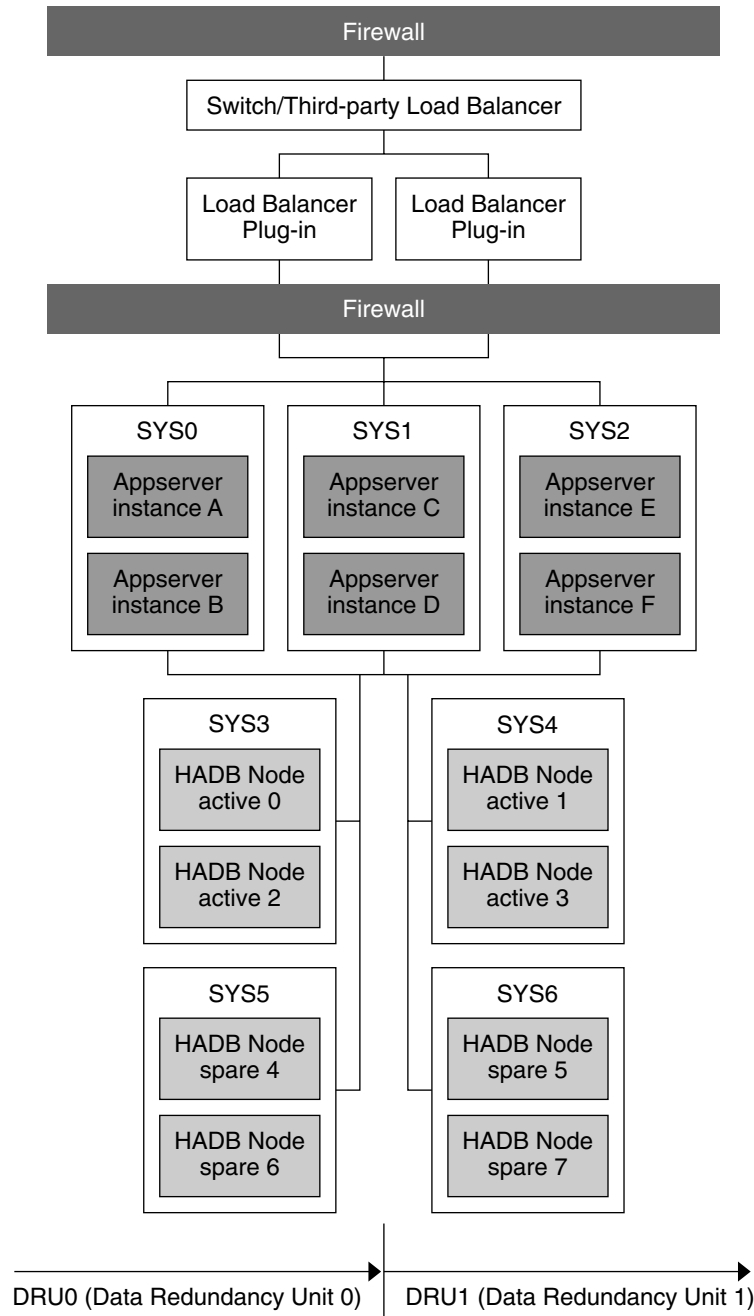 Firewall
Switch/Third-party Load Balancer
Load Balancer
Plug-in
Load Balancer
Plug-in
Firewall
SYS0
Appserver
instance A
Appserver
instance B
SYS1
Appserver
instance C
Appserver
instance D
SYS2
Appserver
instance E
Appserver
instance F
SYS3
HADB Node
active 0
HADB Node
active 2
SYS4
HADB Node
active 1
HADB Node
active 3
SYS5
HADB Node
spare 4
HADB Node
spare 6
SYS6
HADB Node
spare 5
HADB Node
spare 7
DRU0 (Data Redundancy Unit 0)
DRU1 (Data Redundancy Unit 1)